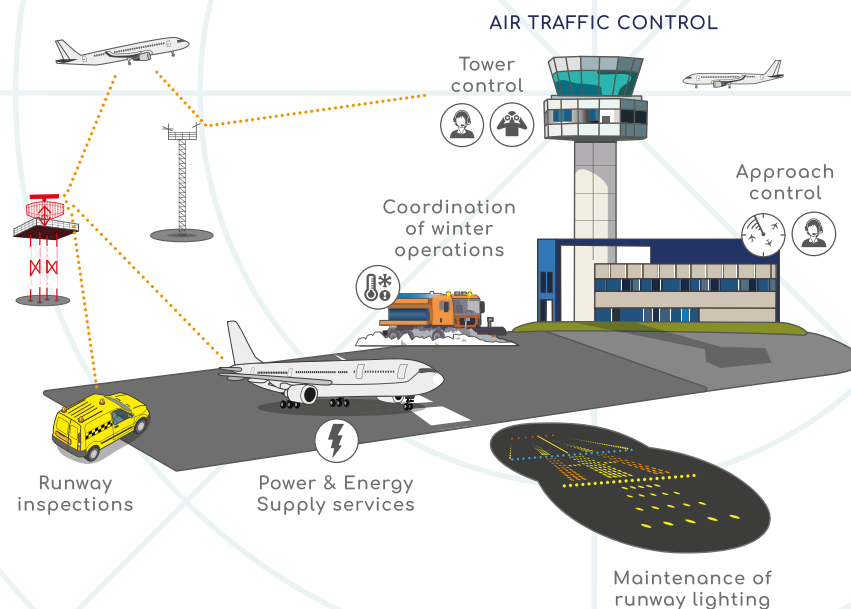 AIR TRAFFIC CONTROL
Tower
control
Approach
control
Coordination
of winter
operations
Runway
inspections
Power & Energy
Supply services
Maintenance of
runway lighting